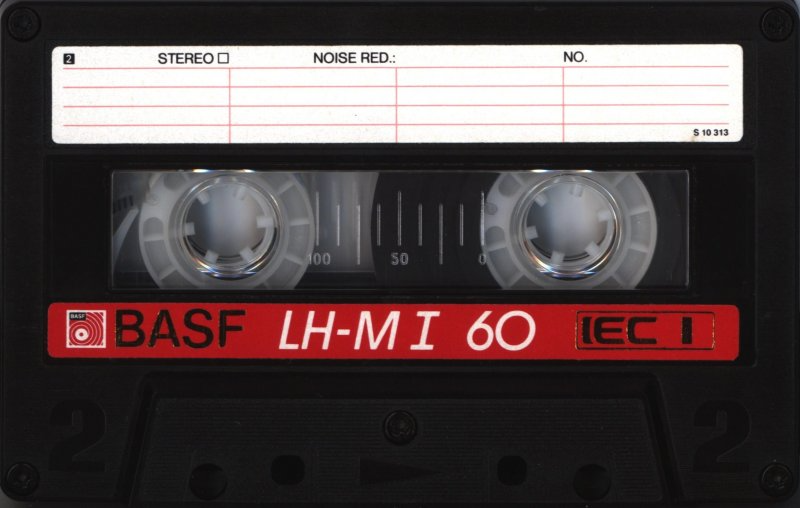 2 STEREO NOISE RED.: NO.
S 10 313
100 50 0
BASF BASF LH-M I 60 IEC I
2 2